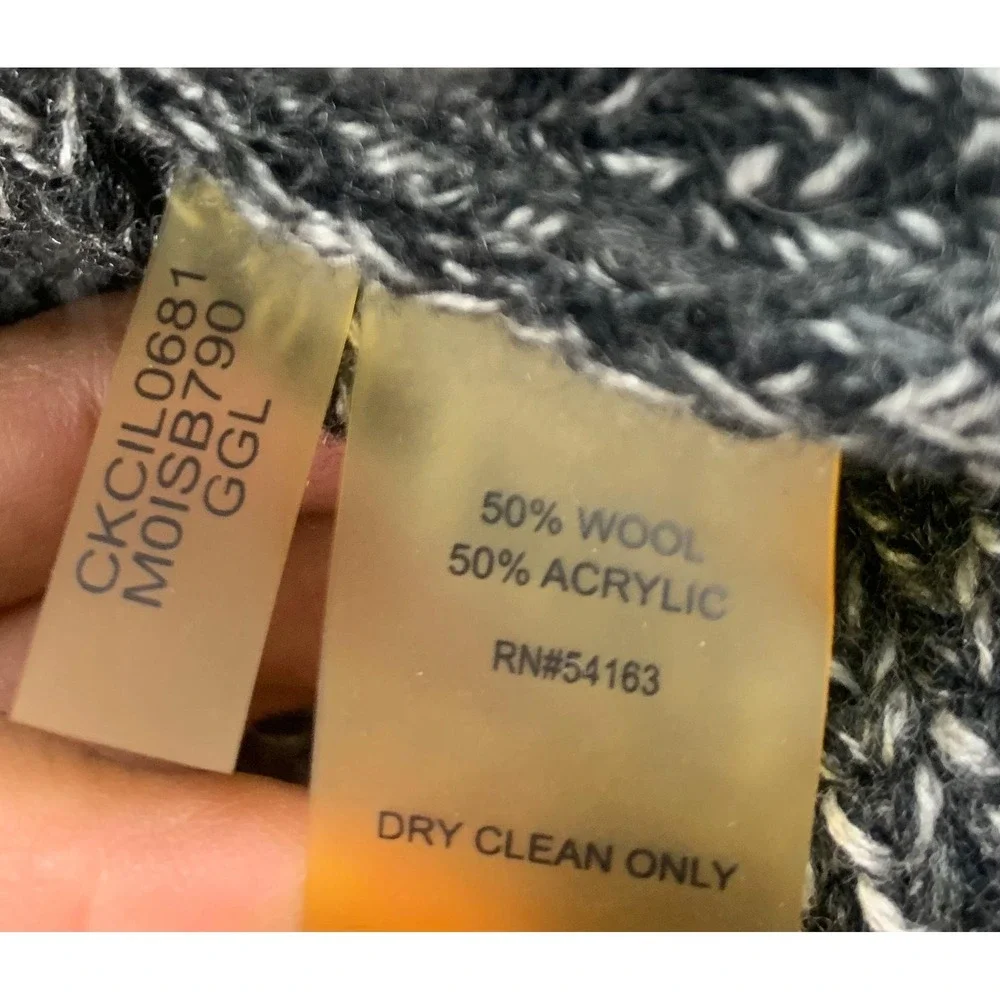 CKCIL0681
M0ISB790
GGL
50% WOOL
50% ACRYLIC
RN#54163
DRY CLEAN ONLY